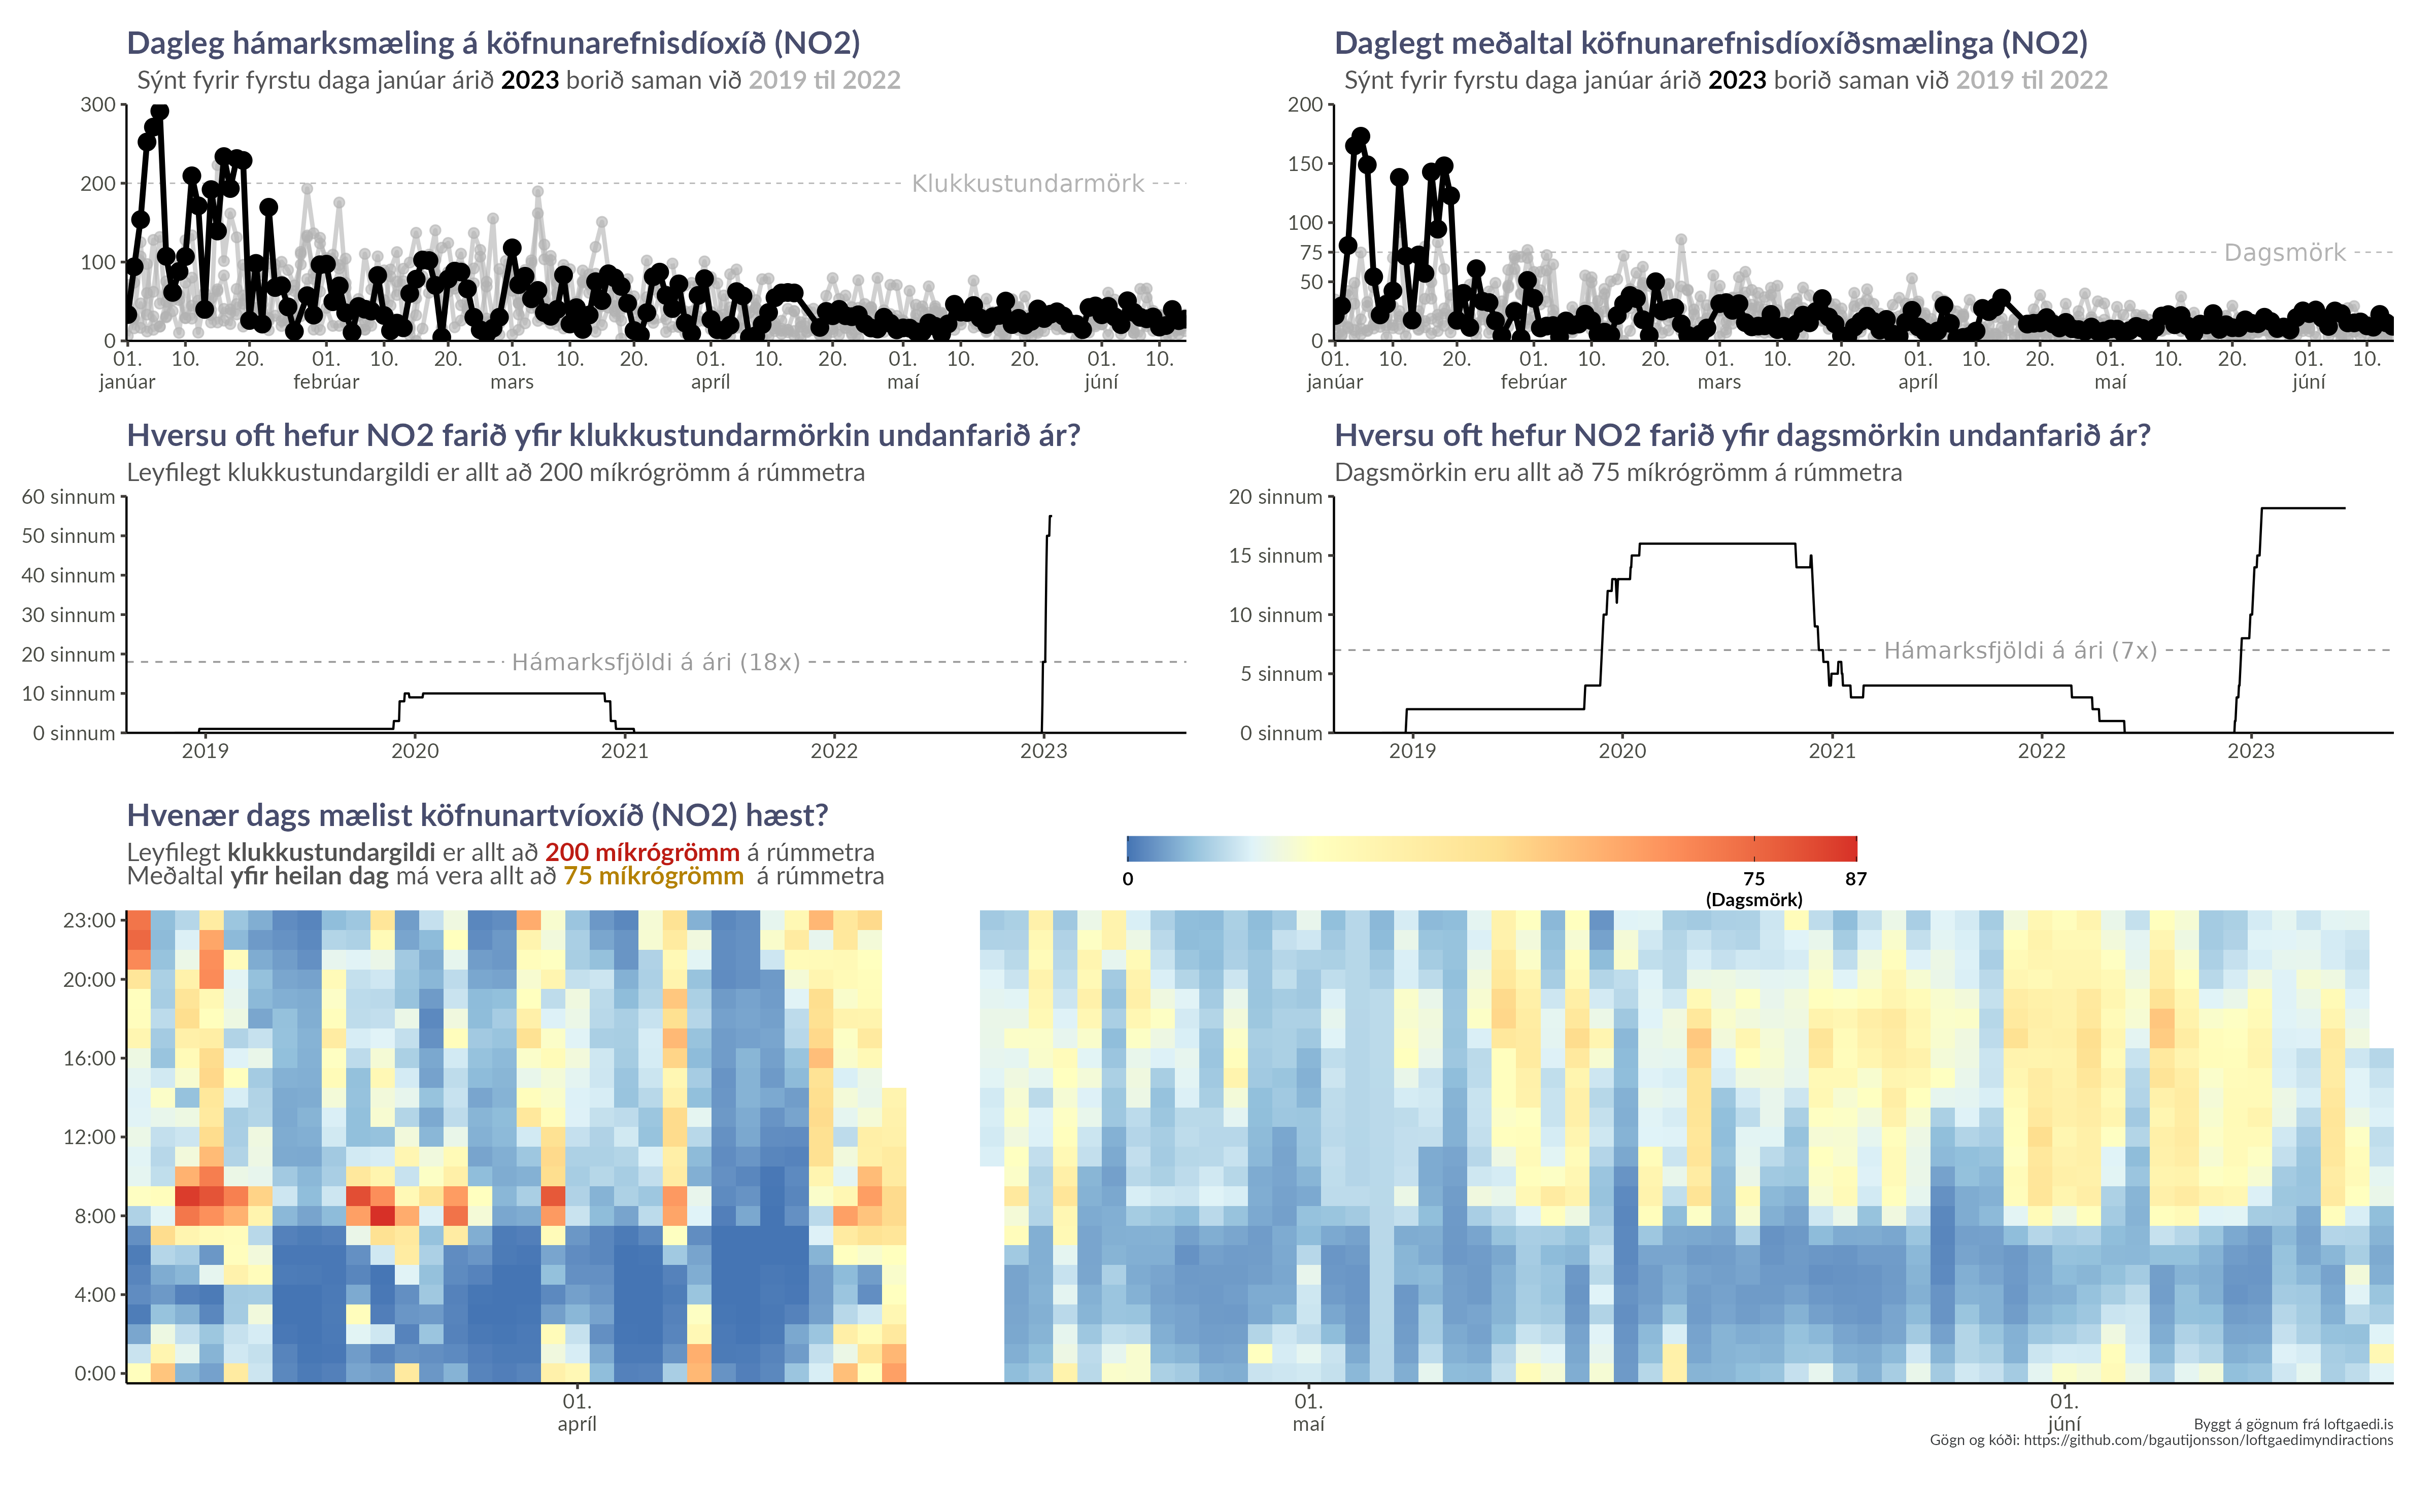 Dagleg hámarksmæling á köfnunarefnisdíoxíð (NO2)
Sýnt fyrir fyrstu daga janúar árið 2023 borið saman við 2019 til 2022
300
200
100
0
Klukkustundarmörk
01. 10. 20. 01. 10. 20. 01. 10. 20. 01. 10. 20. 01. 10. 20. 01. 10.
janúar febrúar mars apríl maí júní
Daglegt meðaltal köfnunarefnisdíoxíðsmælinga (NO2)
Sýnt fyrir fyrstu daga janúar árið 2023 borið saman við 2019 til 2022
200
150
100
75
50
0
Dagsmörk
01. 10. 20. 01. 10. 20. 01. 10. 20. 01. 10. 20. 01. 10. 20. 01. 10.
janúar febrúar mars apríl maí júní
Hversu oft hefur NO2 farið yfir klukkustundarmörkin undanfarið ár?
Leyfilegt klukkustundargildi er allt að 200 míkrógrömm á rúmmetra
60 sinnum
50 sinnum
40 sinnum
30 sinnum
20 sinnum
10 sinnum
0 sinnum
Hámarksfjöldi á ári (18x)
2019 2020 2021 2022 2023
Hversu oft hefur NO2 farið yfir dagsmörkin undanfarið ár?
Dagsmörkin eru allt að 75 míkrógrömm á rúmmetra
20 sinnum
15 sinnum
10 sinnum
5 sinnum
0 sinnum
Hámarksfjöldi á ári (7x)
2019 2020 2021 2022 2023
Hvenær dags mælist köfnunartvíoxíð (NO2) hæst?
Leyfilegt klukkustundargildi er allt að 200 míkrógrömm á rúmmetra
Meðaltal yfir heilan dag má vera allt að 75 míkrógrömm á rúmmetra
0 75 87
(Dagsmörk)
23:00
20:00
16:00
12:00
8:00
4:00
0:00
01. 01. 01.
apríl maí júní
Byggt á gögnum frá loftgaedi.is
Gögn og kóði: https://github.com/bgautijonsson/loftgaedimyndiractions